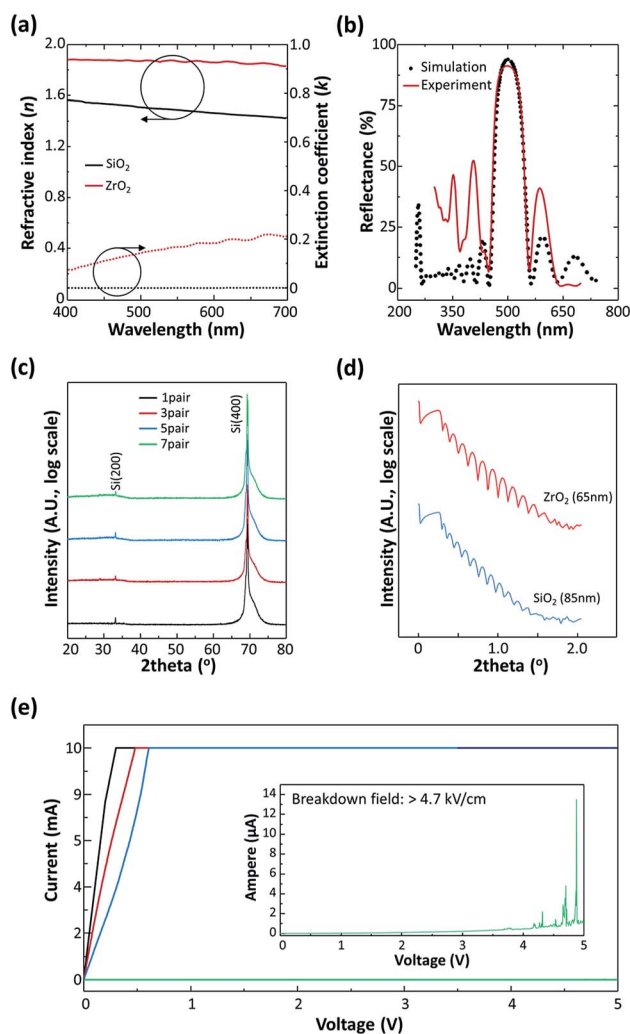 (a)
2.0
1.6
1.2
0.8
0.4
0
Refractive index (n)
1.0
0.8
0.6
0.4
0.2
0
Extinction coefficient (k)
SiO₂
ZrO₂
400
500
600
700
Wavelength (nm)
(b)
100
75
50
25
0
Reflectance (%)
Simulation
Experiment
200
300
400
500
600
700
800
Wavelength (nm)
(c)
Intensity (A.U., log scale)
1pair
3pair
5pair
7pair
Si(200)
Si(400)
20
30
40
50
60
70
80
2theta (°)
(d)
Intensity (A.U., log scale)
ZrO₂ (65nm)
SiO₂ (85nm)
0
0.5
1.0
1.5
2.0
2theta (°)
(e)
10
9
5
4
2
0
Current (mA)
Breakdown field: > 4.7 kV/cm
14
12
10
8
6
4
2
0
Ampere (μA)
0
1
2
3
4
5
Voltage (V)
0
1
2
3
4
5
Voltage (V)